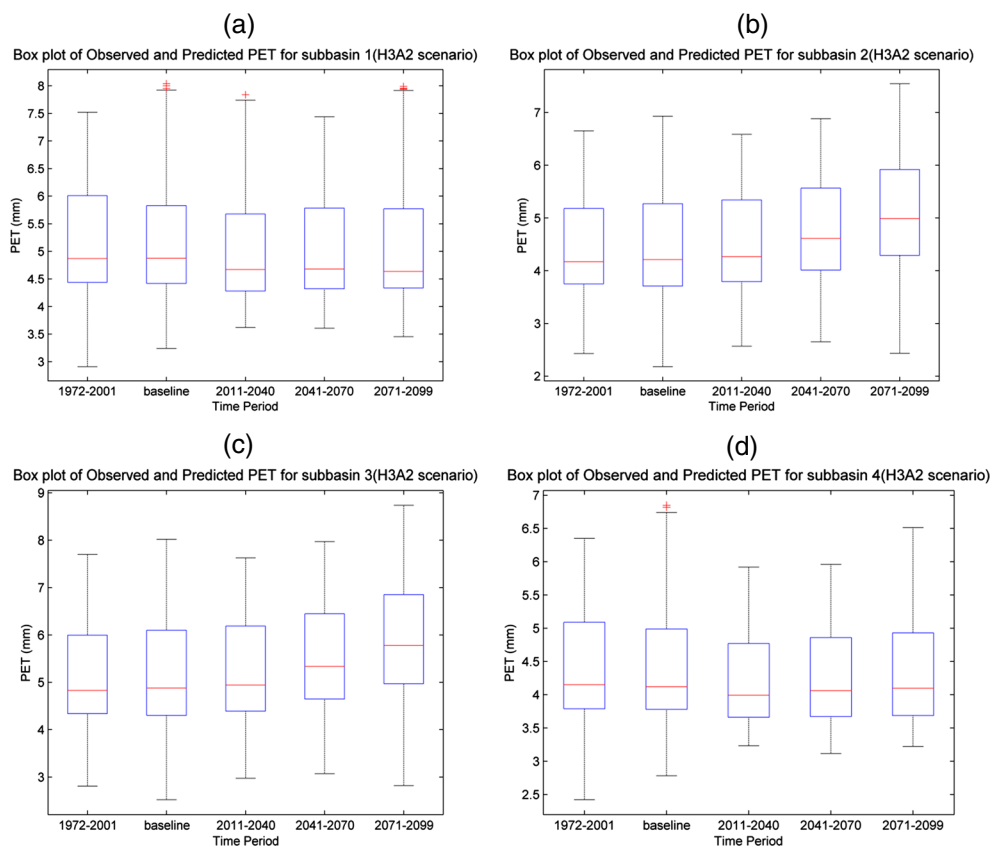 (a)
Box plot of Observed and Predicted PET for subbasin 1(H3A2 scenario)
8
7.5
7
6.5
6
5.5
5
4.5
4
3.5
3
PET (mm)
1972-2001 baseline 2011-2040 2041-2070 2071-2099
Time Period
(b)
Box plot of Observed and Predicted PET for subbasin 2(H3A2 scenario)
7
6
5
4
3
2
PET (mm)
1972-2001 baseline 2011-2040 2041-2070 2071-2099
Time Period
(c)
Box plot of Observed and Predicted PET for subbasin 3(H3A2 scenario)
9
8
7
6
5
4
3
PET (mm)
1972-2001 baseline 2011-2040 2041-2070 2071-2099
Time Period
(d)
Box plot of Observed and Predicted PET for subbasin 4(H3A2 scenario)
7
6.5
6
5.5
5
4.5
4
3.5
3
2.5
PET (mm)
1972-2001 baseline 2011-2040 2041-2070 2071-2099
Time Period